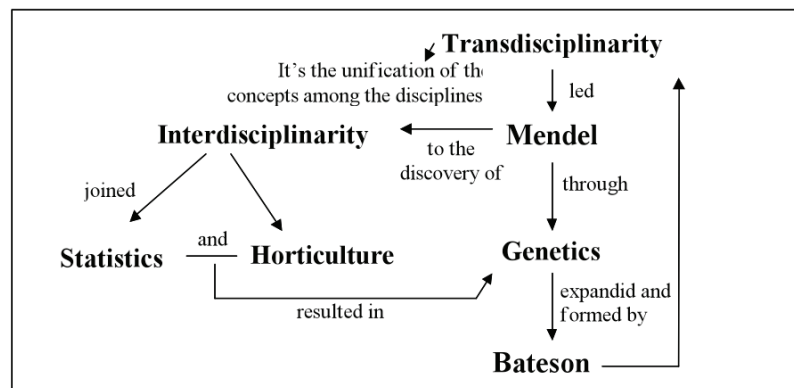 Transdisciplinarity
It's the unification of the
concepts among the disciplines
led
Interdisciplinarity
Mendel
to the
discovery of
joined
through
Statistics
and
Horticulture
Genetics
resulted in
expandid and
formed by
Bateson